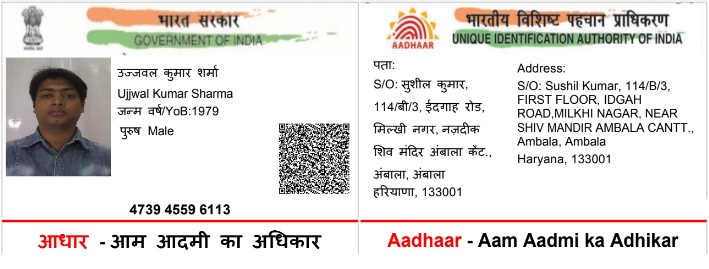 भारत सरकार
GOVERNMENT OF INDIA
उज्जवल कुमार शर्मा
Ujjwal Kumar Sharma
जन्म वर्ष/YoB:1979
पुरुष Male
4739 4559 6113
आधार - आम आदमी का अधिकार
AADHAAR
भारतीय विशिष्ट पहचान प्राधिकरण
UNIQUE IDENTIFICATION AUTHORITY OF INDIA
पता:
S/O: सुशील कुमार,
114/बी/3, ईदगाह रोड,
मिल्खी नगर, नज़दीक
शिव मंदिर अंबाला केंट.,
अंबाला, अंबाला
हरियाणा, 133001
Address:
S/O: Sushil Kumar, 114/B/3,
FIRST FLOOR, IDGAH
ROAD,MILKHI NAGAR, NEAR
SHIV MANDIR AMBALA CANTT.,
Ambala, Ambala
Haryana, 133001
Aadhaar - Aam Aadmi ka Adhikar